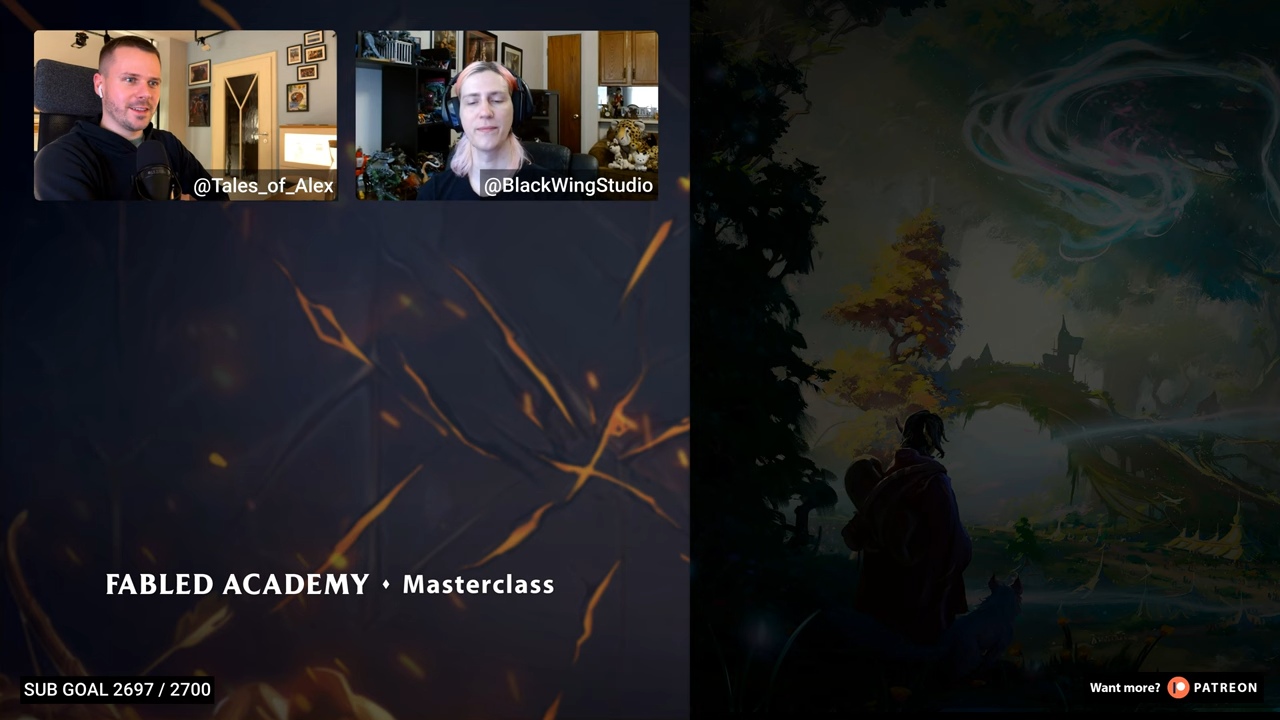 @Tales_of_Alex
@BlackWingStudio
FABLED ACADEMY ♦ Masterclass
SUB GOAL 2697 / 2700
Want more? PATREON